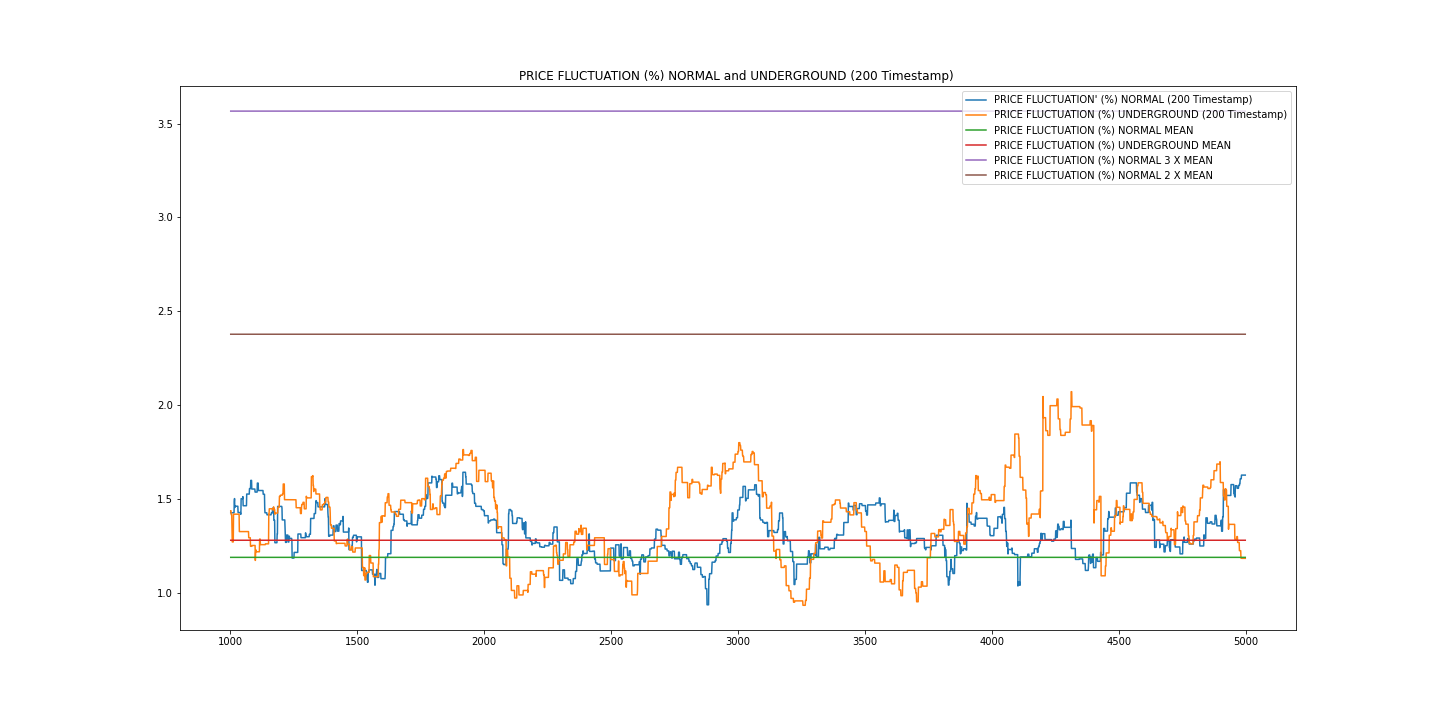 PRICE FLUCTUATION (%) NORMAL and UNDERGROUND (200 Timestamp)
PRICE FLUCTUATION' (%) NORMAL (200 Timestamp)
PRICE FLUCTUATION (%) UNDERGROUND (200 Timestamp)
PRICE FLUCTUATION (%) NORMAL MEAN
PRICE FLUCTUATION (%) UNDERGROUND MEAN
PRICE FLUCTUATION (%) NORMAL 3 X MEAN
PRICE FLUCTUATION (%) NORMAL 2 X MEAN
3.5
3.0
2.5
2.0
1.5
1.0
1000 1500 2000 2500 3000 3500 4000 4500 5000